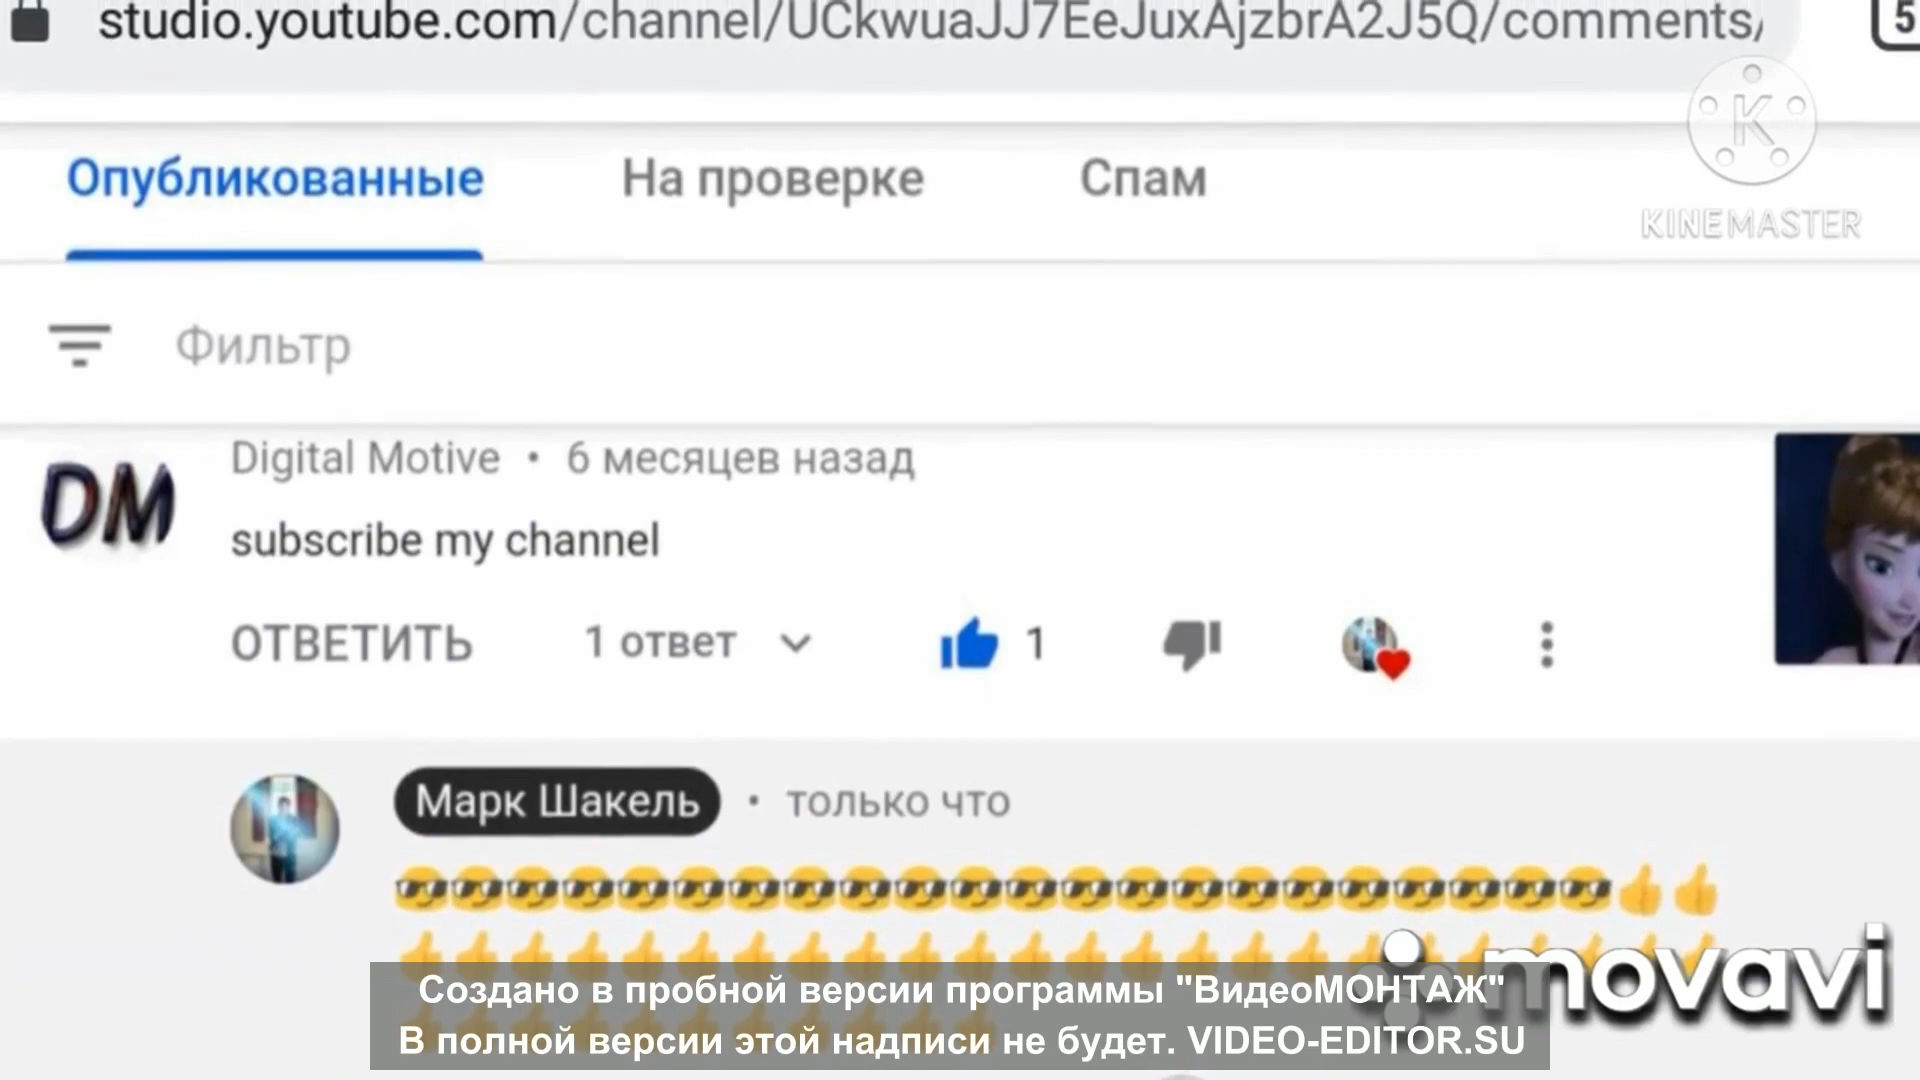 studio.youtube.com/channel/UCkwuaJJ7EeJuxAjzbrA2J5Q/comments/
5
KINEMASTER
Опубликованные На проверке Спам
Фильтр
DM
Digital Motive • 6 месяцев назад
subscribe my channel
ОТВЕТИТЬ 1 ответ 1
Марк Шакель • только что
😎😎😎😎😎😎😎😎😎😎😎😎😎😎😎😎😎😎😎😎😎😎👍👍
movavi
Создано в пробной версии программы "ВидеоМОНТАЖ"
В полной версии этой надписи не будет. VIDEO-EDITOR.SU